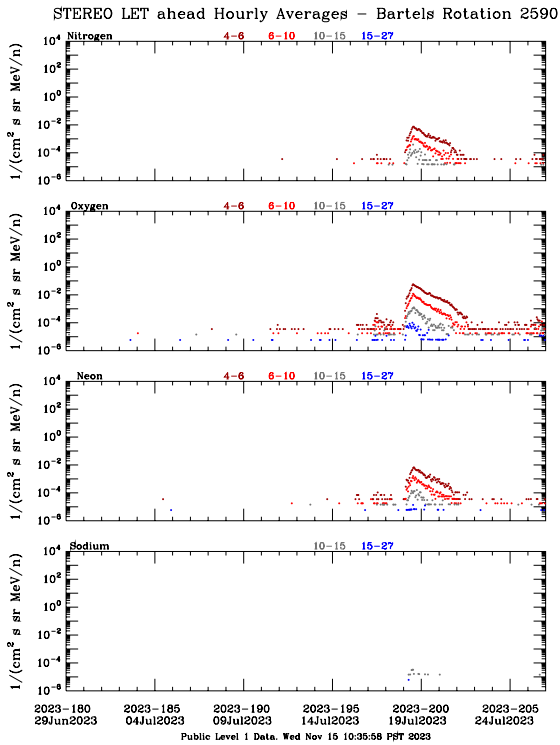 STEREO LET ahead Hourly Averages - Bartels Rotation 2590
Nitrogen 4-6 6-10 10-15 15-27
1/(cm² s sr MeV/n)
10⁴
10²
10⁰
10⁻²
10⁻⁴
10⁻⁶
Oxygen 4-6 6-10 10-15 15-27
1/(cm² s sr MeV/n)
10⁴
10²
10⁰
10⁻²
10⁻⁴
10⁻⁶
Neon 4-6 6-10 10-15 15-27
1/(cm² s sr MeV/n)
10⁴
10²
10⁰
10⁻²
10⁻⁴
10⁻⁶
Sodium 10-15 15-27
1/(cm² s sr MeV/n)
10⁴
10²
10⁰
10⁻²
10⁻⁴
10⁻⁶
2023-180 2023-185 2023-190 2023-195 2023-200 2023-205
29Jun2023 04Jul2023 09Jul2023 14Jul2023 19Jul2023 24Jul2023
Public Level 1 Data. Wed Nov 15 10:35:58 PST 2023